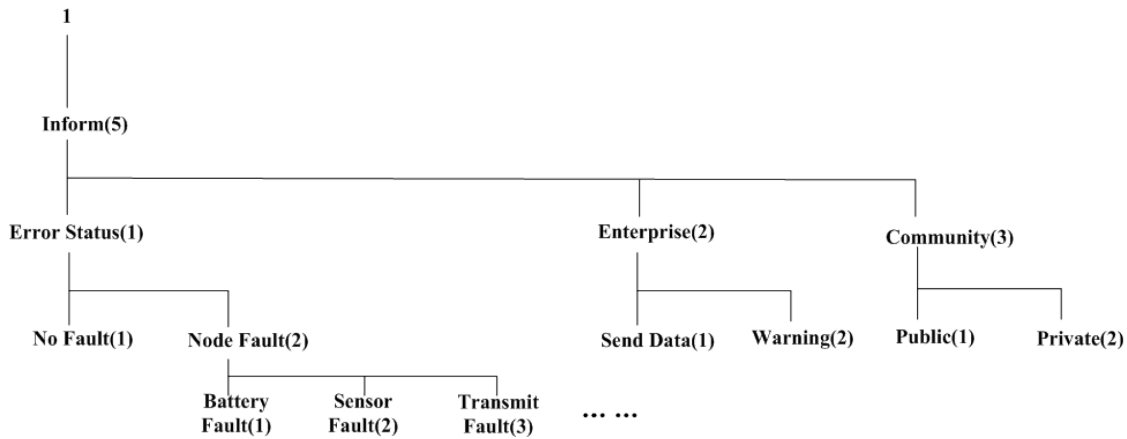 1
Inform(5)
Error Status(1)
Enterprise(2)
Community(3)
No Fault(1)
Node Fault(2)
Send Data(1)
Warning(2)
Public(1)
Private(2)
Battery
Fault(1)
Sensor
Fault(2)
Transmit
Fault(3)
... ...